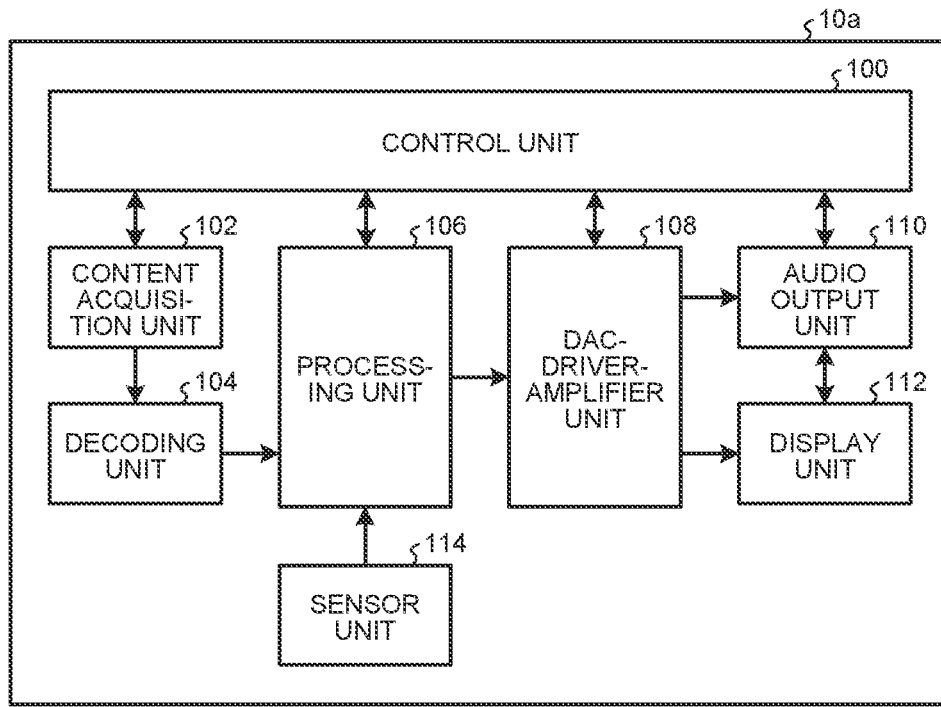 10a
100
CONTROL UNIT
102
CONTENT
ACQUISI-
TION UNIT
106
PROCESS-
ING UNIT
108
DAC-
DRIVER-
AMPLIFIER
UNIT
110
AUDIO
OUTPUT
UNIT
104
DECODING
UNIT
112
DISPLAY
UNIT
114
SENSOR
UNIT